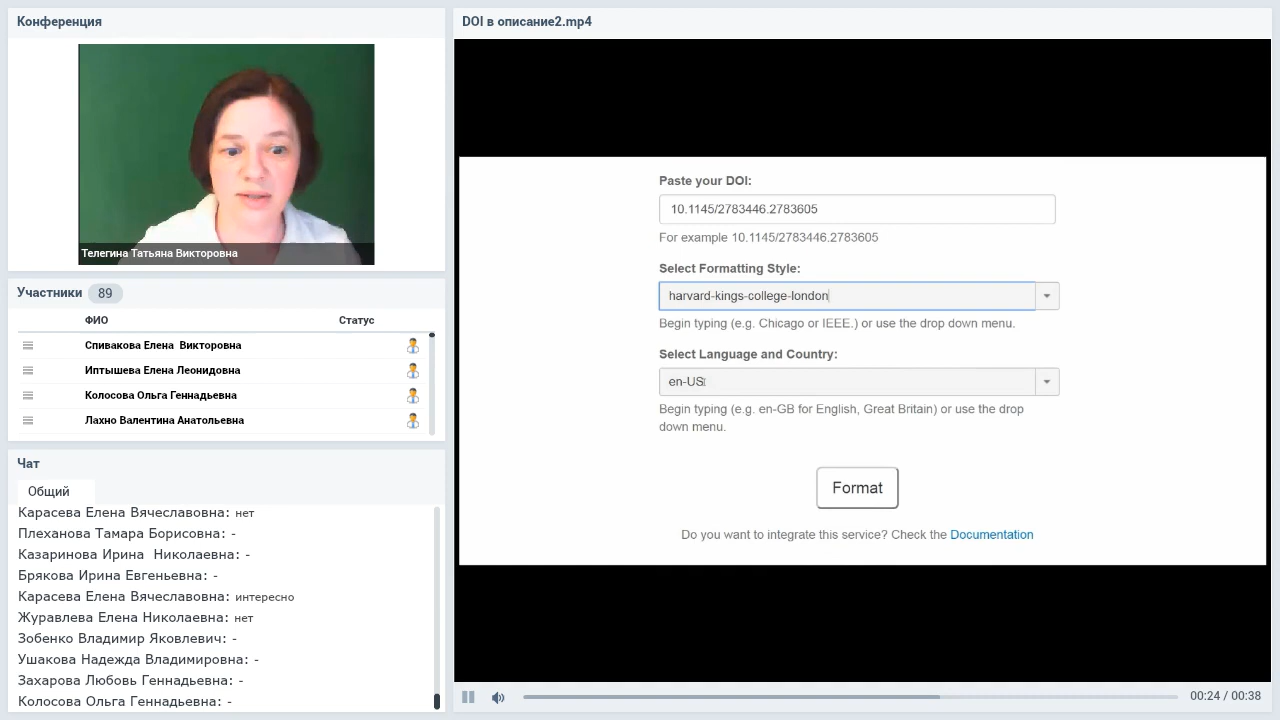 Конференция
Телегина Татьяна Викторовна
Участники 89
ФИО Статус
Спивакова Елена Викторовна
Иптышева Елена Леонидовна
Колосова Ольга Геннадьевна
Лахно Валентина Анатольевна
Чат
Общий
Карасева Елена Вячеславовна: нет
Плеханова Тамара Борисовна: -
Казаринова Ирина Николаевна: -
Брякова Ирина Евгеньевна: -
Карасева Елена Вячеславовна: интересно
Журавлева Елена Николаевна: нет
Зобенко Владимир Яковлевич: -
Ушакова Надежда Владимировна: -
Захарова Любовь Геннадьевна: -
Колосова Ольга Геннадьевна: -
DOI в описание2.mp4
Paste your DOI:
10.1145/2783446.2783605
For example 10.1145/2783446.2783605
Select Formatting Style:
harvard-kings-college-london
Begin typing (e.g. Chicago or IEEE.) or use the drop down menu.
Select Language and Country:
en-US
Begin typing (e.g. en-GB for English, Great Britain) or use the drop
down menu.
Format
Do you want to integrate this service? Check the Documentation
00:24 / 00:38